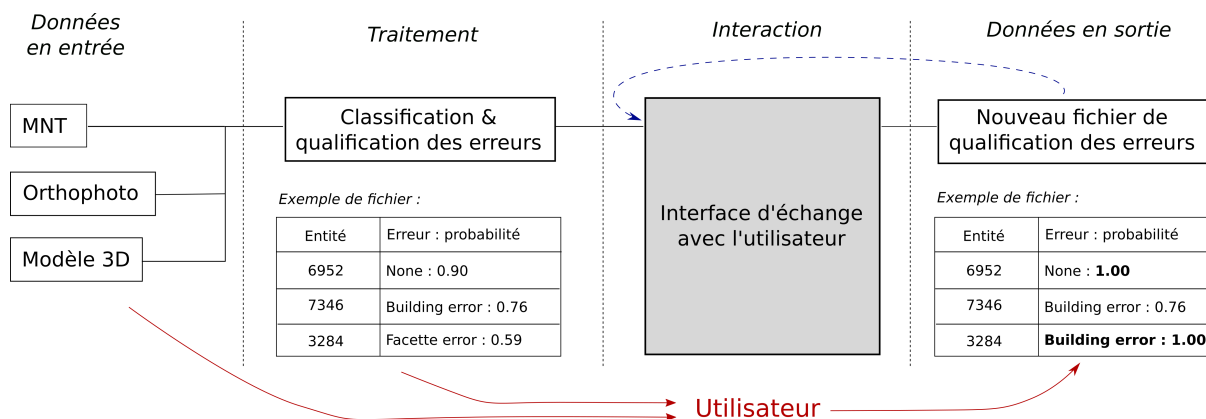 Données
en entrée
Traitement
Interaction
Données en sortie
MNT
Orthophoto
Modèle 3D
Classification &
qualification des erreurs
Exemple de fichier :
Entité Erreur : probabilité
6952 None : 0.90
7346 Building error : 0.76
3284 Facette error : 0.59
Interface d'échange
avec l'utilisateur
Nouveau fichier de
qualification des erreurs
Exemple de fichier :
Entité Erreur : probabilité
6952 None : 1.00
7346 Building error : 0.76
3284 Building error : 1.00
Utilisateur